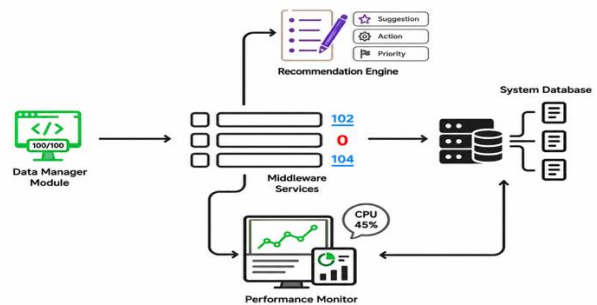 Suggestion
Action
Priority
Recommendation Engine
System Database
</>
100/100
Data Manager
Module
102
0
104
Middleware
Services
CPU
45%
Performance Monitor